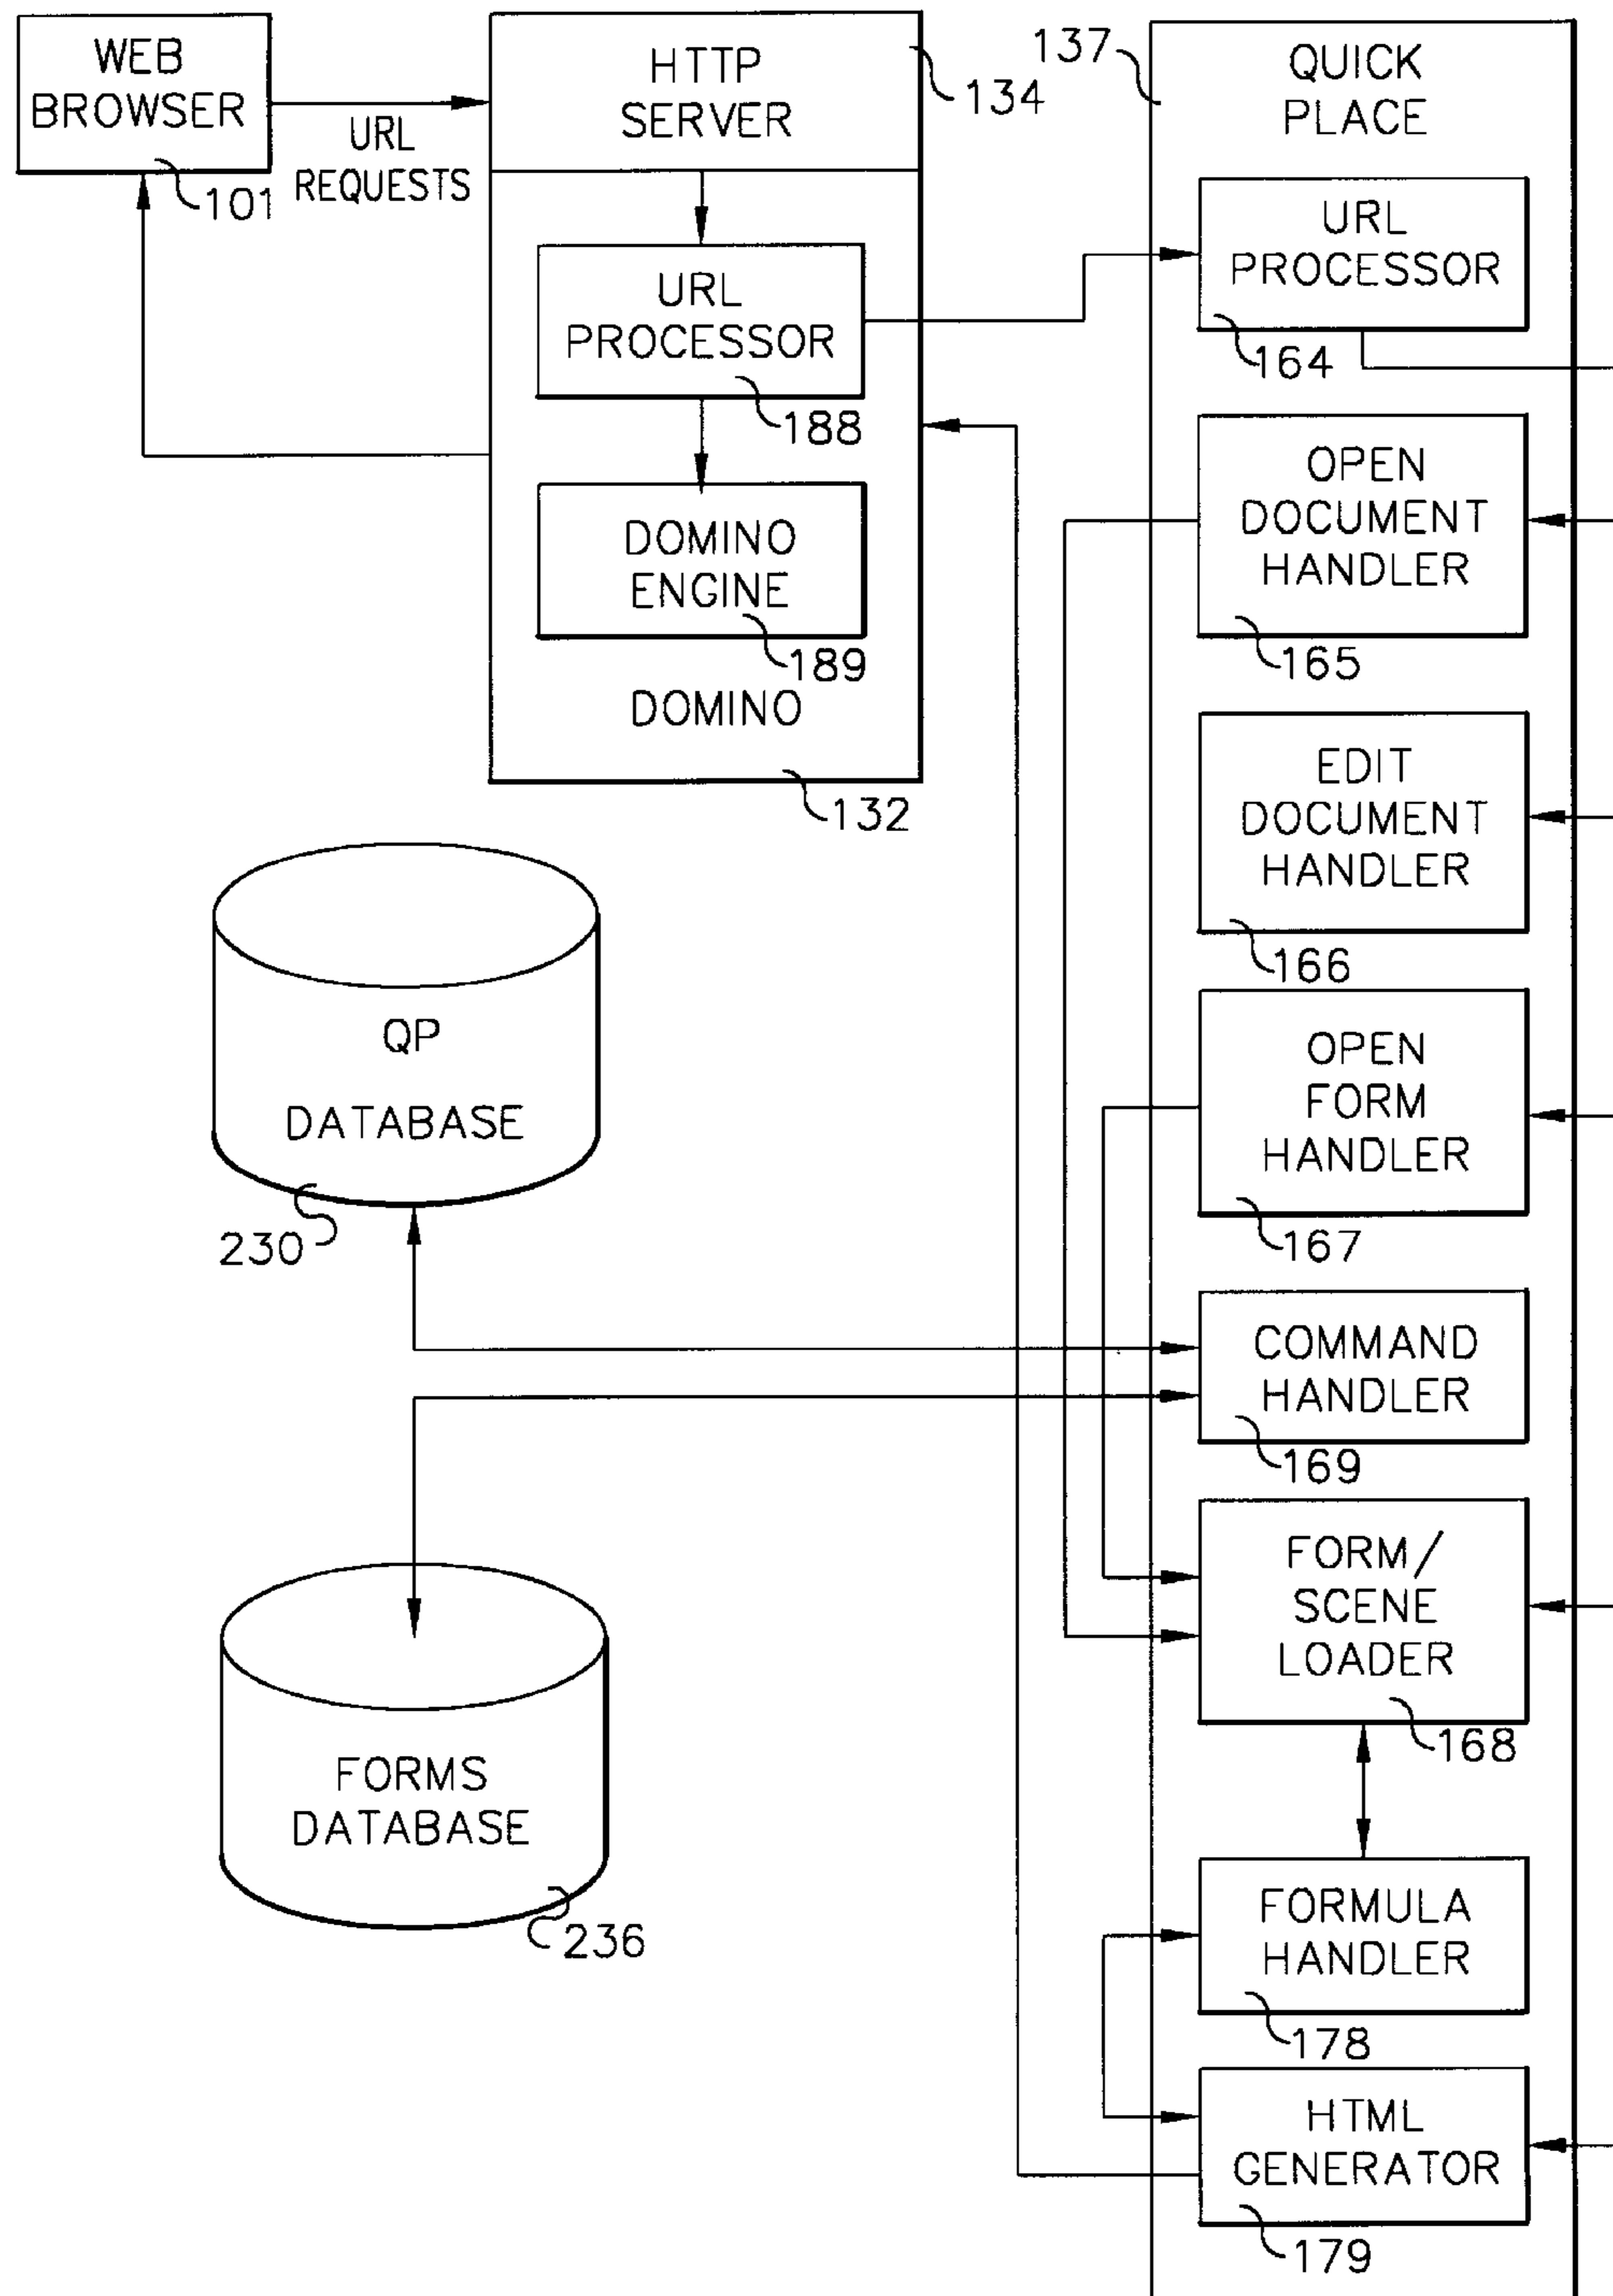 WEB
BROWSER
101
URL
REQUESTS
HTTP
SERVER
134
URL
PROCESSOR
188
DOMINO
ENGINE
189
DOMINO
132
QP
DATABASE
230
FORMS
DATABASE
236
137
QUICK
PLACE
URL
PROCESSOR
164
OPEN
DOCUMENT
HANDLER
165
EDIT
DOCUMENT
HANDLER
166
OPEN
FORM
HANDLER
167
COMMAND
HANDLER
169
FORM/
SCENE
LOADER
168
FORMULA
HANDLER
178
HTML
GENERATOR
179